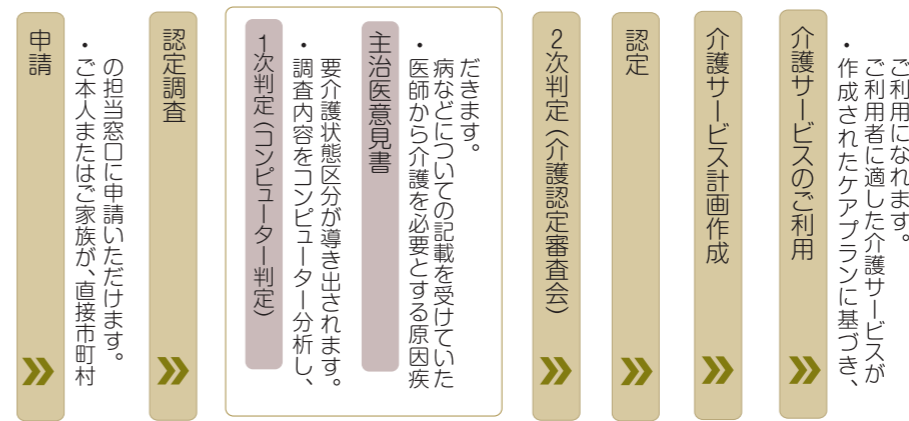 申請
・ご本人またはご家族が、直接市町村
の担当窓口に申請いただけます。
認定調査
1次判定（コンピューター判定）
・調査内容をコンピューター分析し、
要介護状態区分が導き出されます。
主治医意見書
・医師から介護を必要とする原因疾
病などについての記載を受けていた
だきます。
2次判定（介護認定審査会）
認定
介護サービス計画作成
介護サービスのご利用
・作成されたケアプランに基づき、
ご利用者に適した介護サービスが
ご利用になれます。